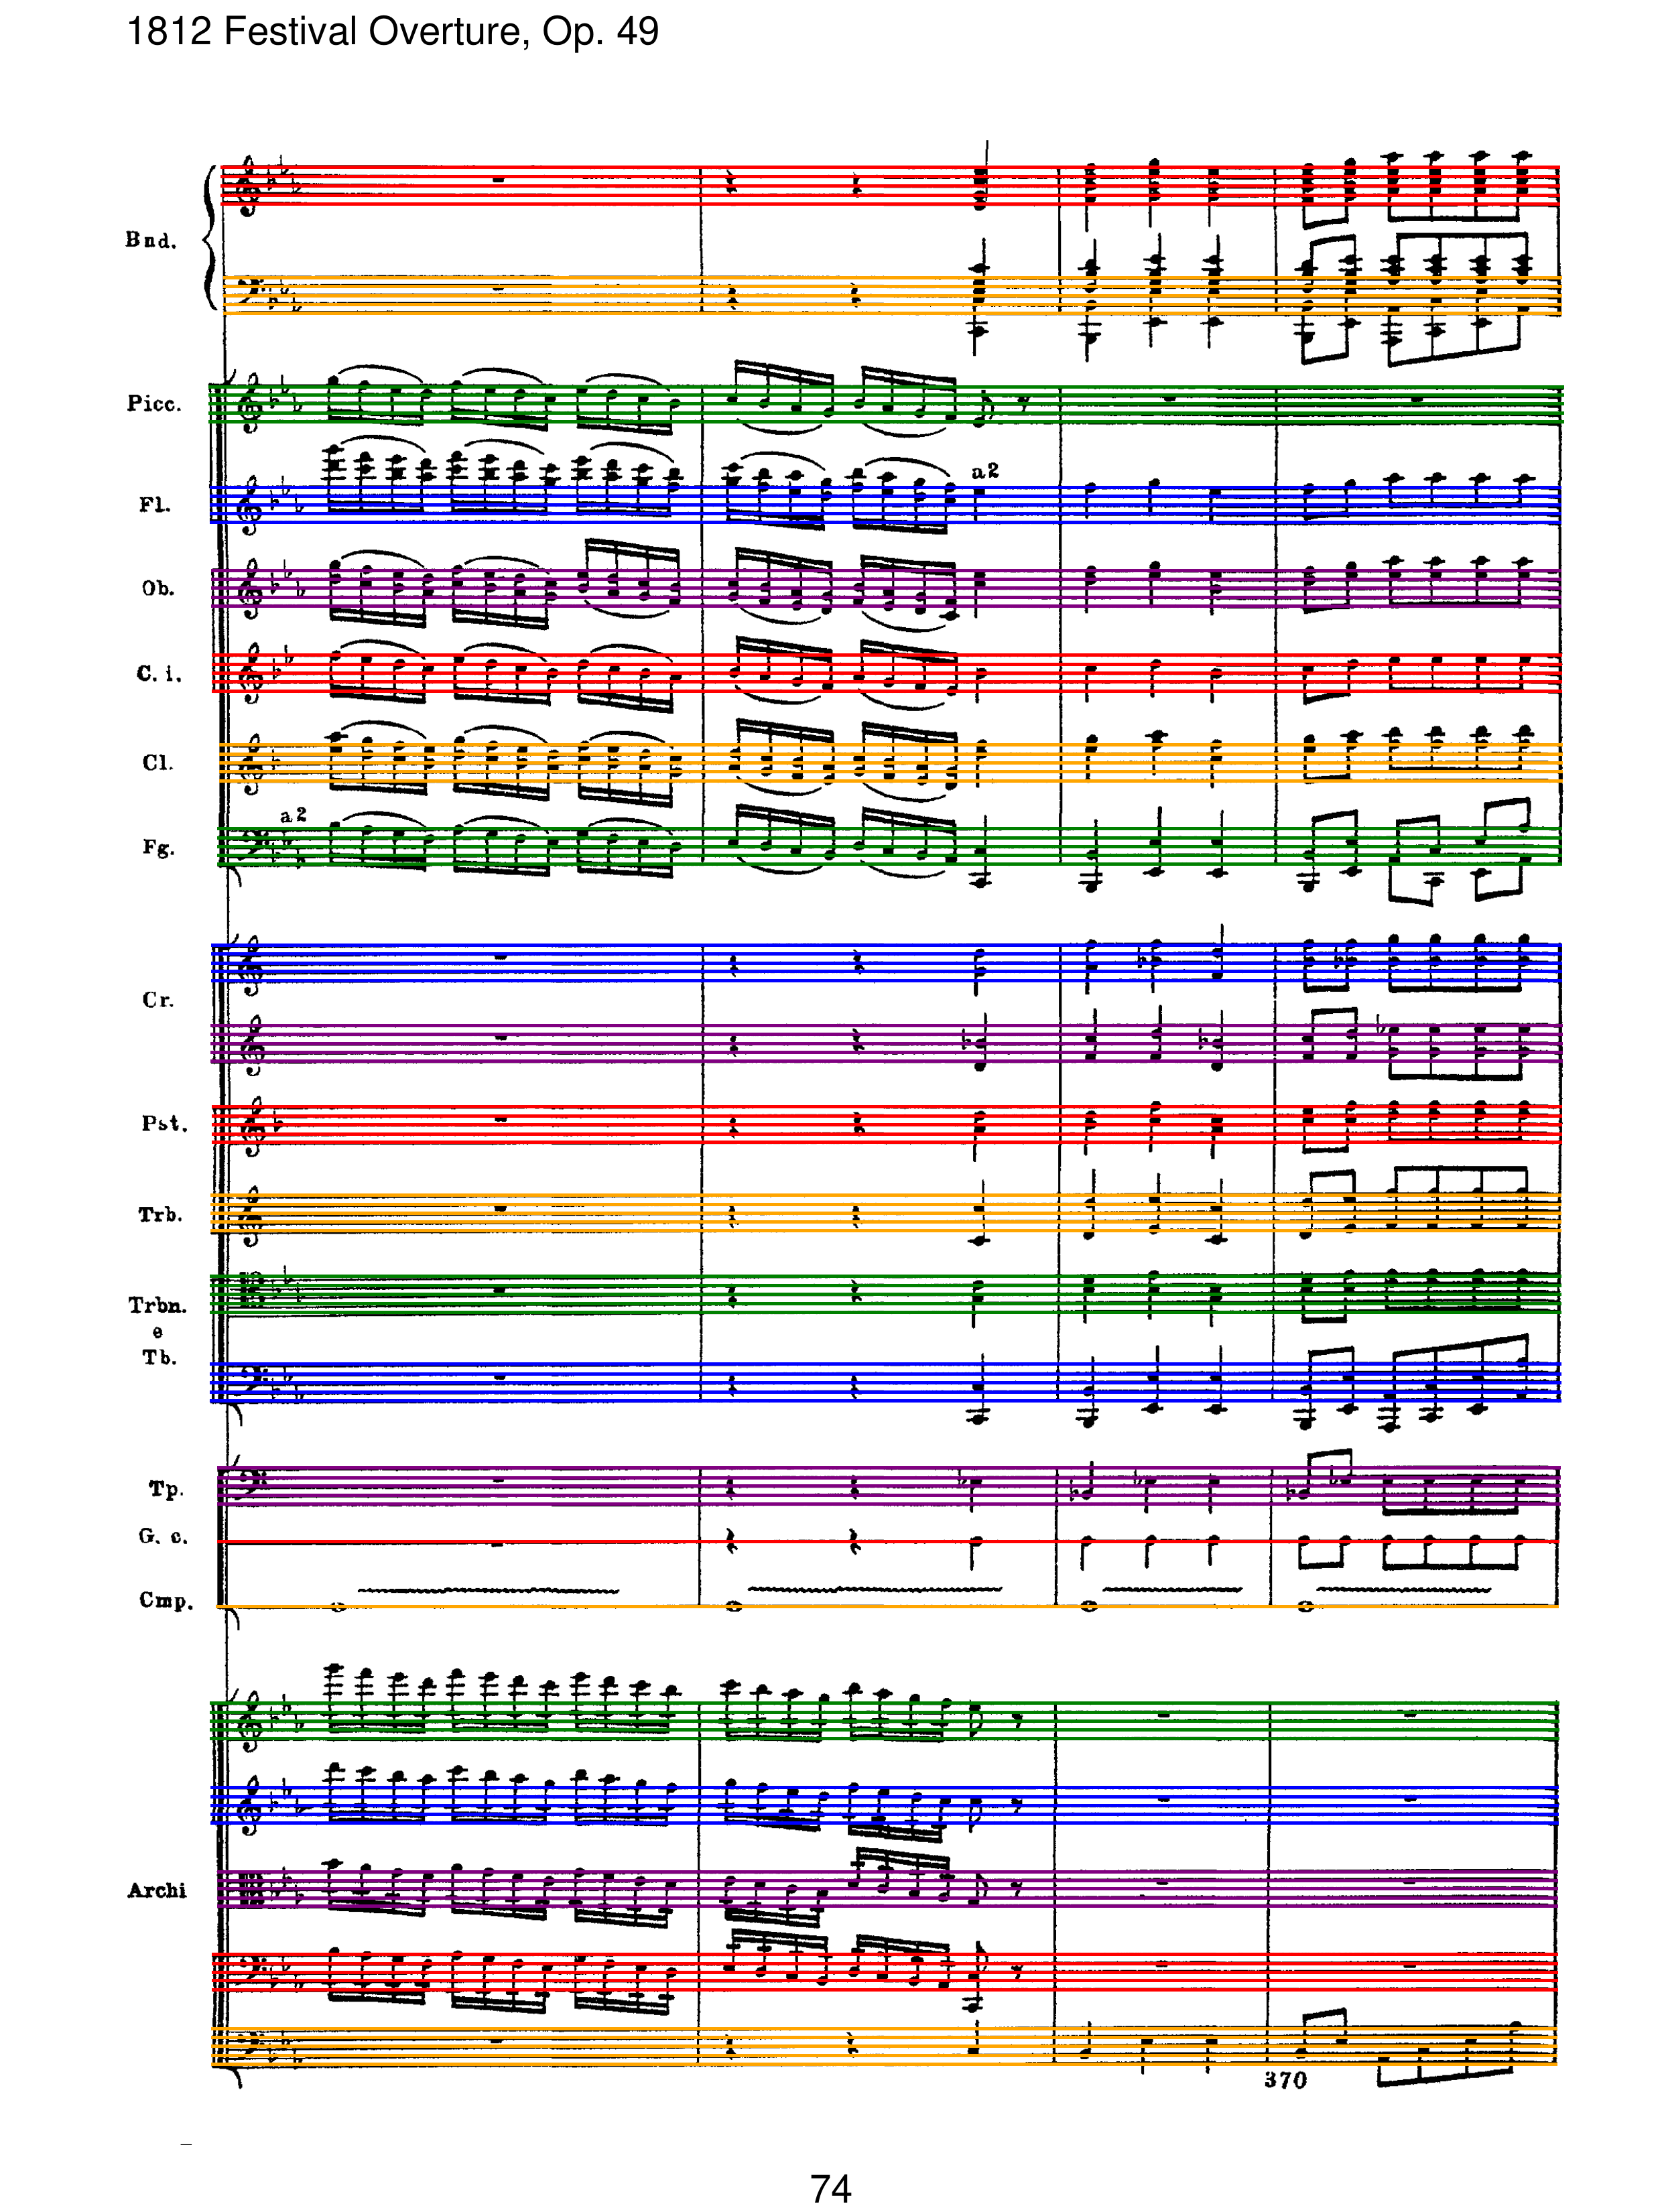 1812 Festival Overture, Op. 49
Bnd.
Picc.
Fl.
a2
Ob.
C. i.
Cl.
a2
Fg.
Cr.
Pst.
Trb.
Trbn.
e
Tb.
Tp.
G. c.
Cmp.
Archi
370
74